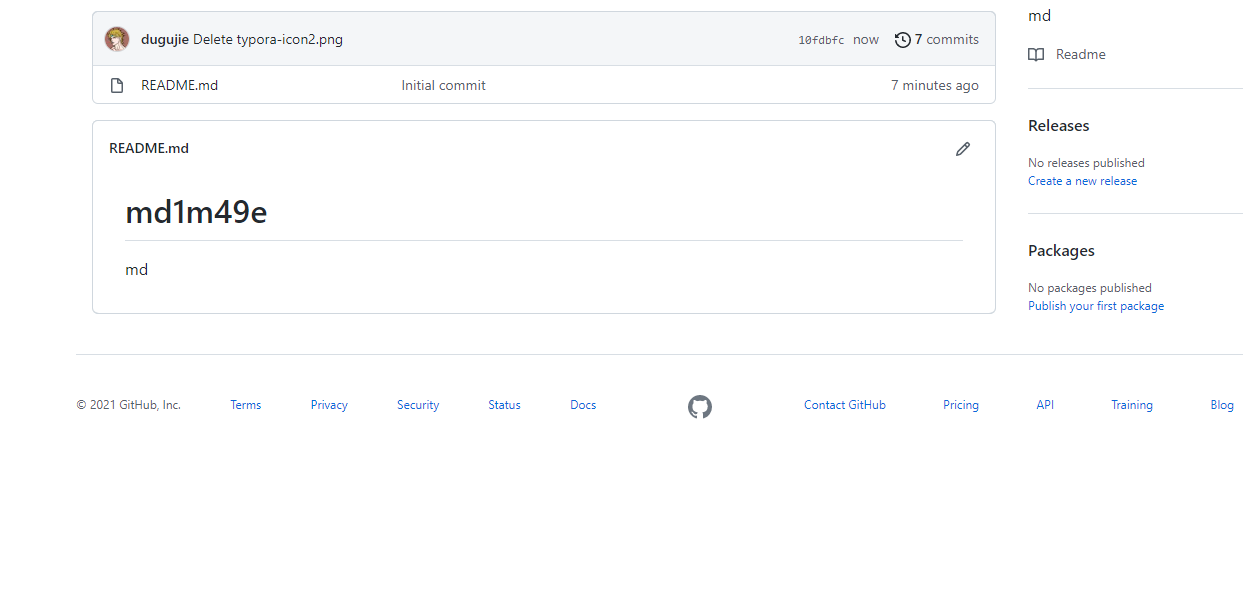 dugujie Delete typora-icon2.png 10fdbfc now 7 commits
README.md Initial commit 7 minutes ago
README.md
md1m49e
md
md
Readme
Releases
No releases published
Create a new release
Packages
No packages published
Publish your first package
© 2021 GitHub, Inc. Terms Privacy Security Status Docs Contact GitHub Pricing API Training Blog